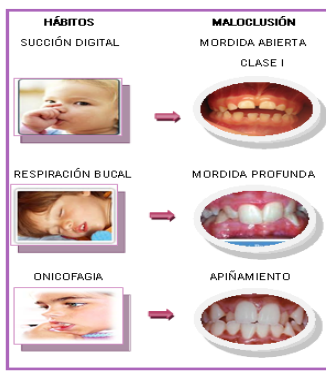 HÁBITOS MALOCLUSIÓN
SUCCIÓN DIGITAL MORDIDA ABIERTA
CLASE I
RESPIRACIÓN BUCAL MORDIDA PROFUNDA
ONICOFAGIA APIÑAMIENTO